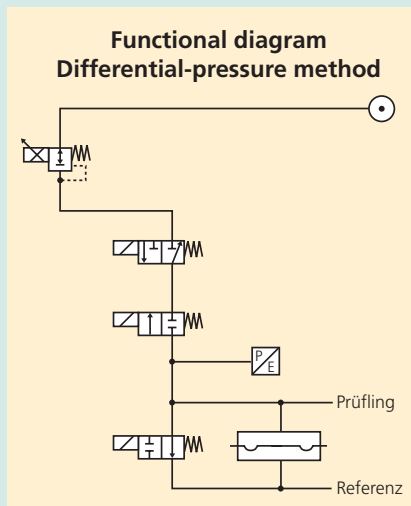 Functional diagram
Differential-pressure method
P
E
Prüfling
Referenz